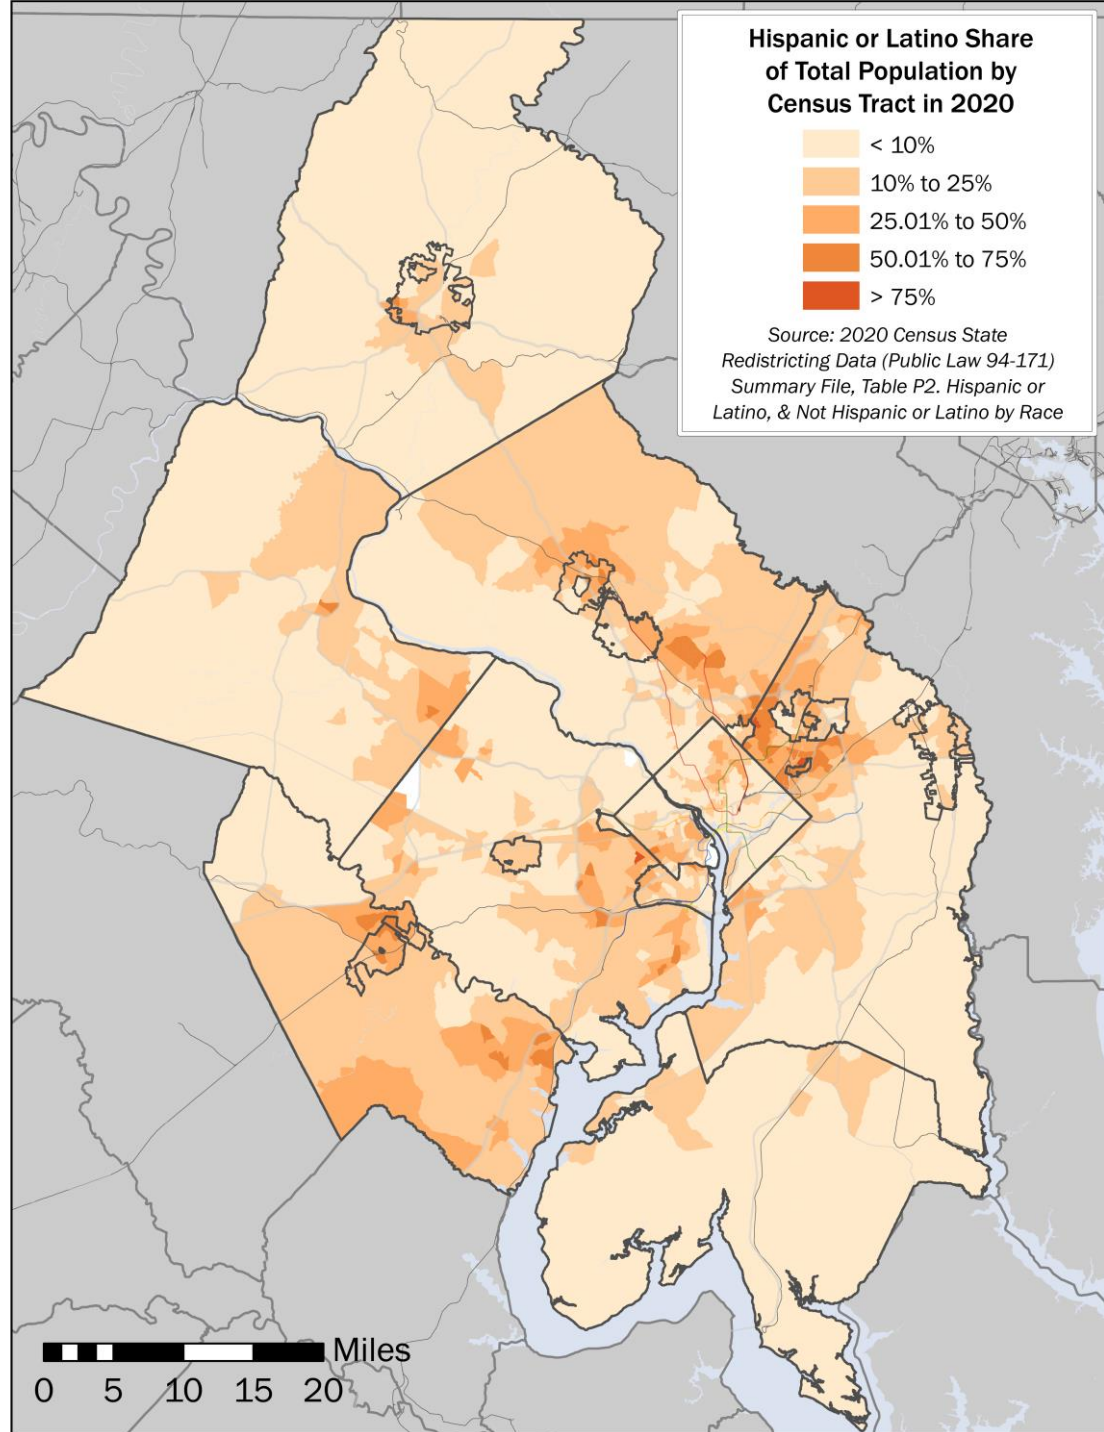 Hispanic or Latino Share
of Total Population by
Census Tract in 2020
< 10%
10% to 25%
25.01% to 50%
50.01% to 75%
> 75%
Source: 2020 Census State
Redistricting Data (Public Law 94-171)
Summary File, Table P2. Hispanic or
Latino, & Not Hispanic or Latino by Race
Miles
0 5 10 15 20